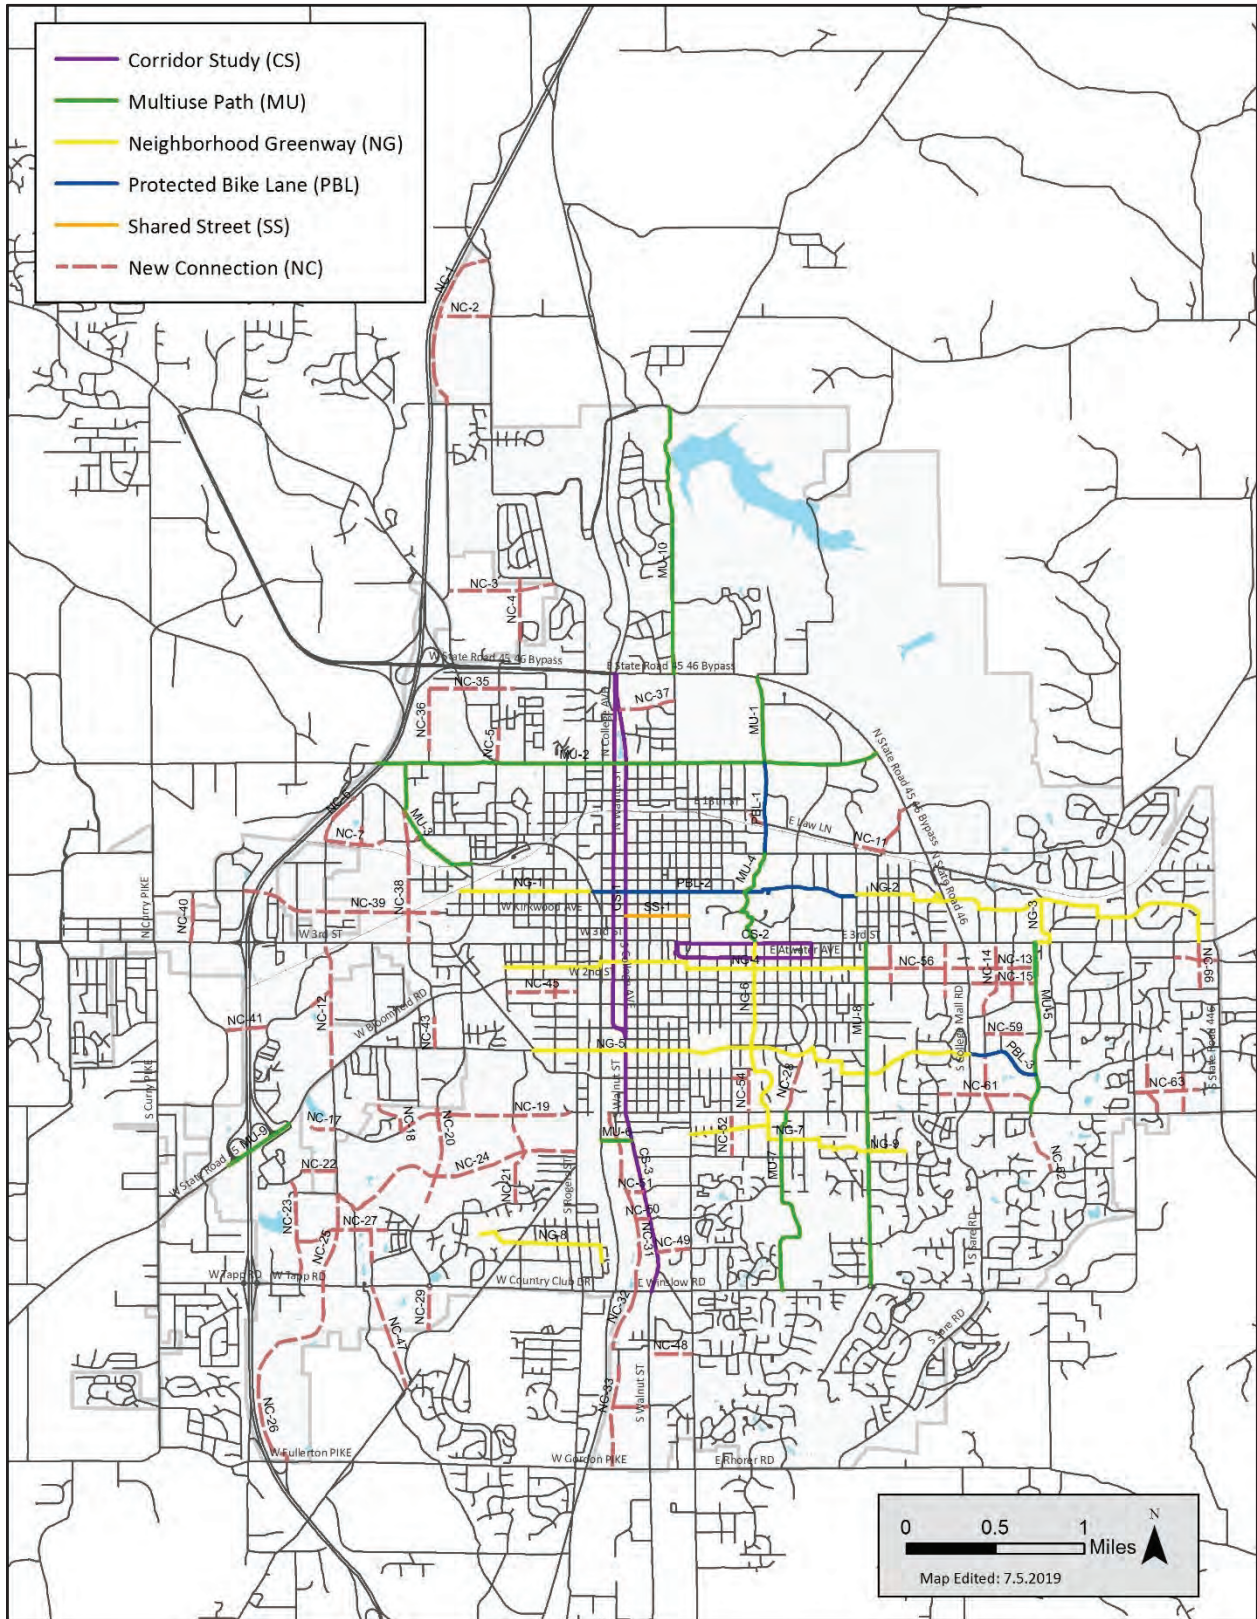 Corridor Study (CS)
Multiuse Path (MU)
Neighborhood Greenway (NG)
Protected Bike Lane (PBL)
Shared Street (SS)
New Connection (NC)
NC-1
NC-2
MU-10
NC-3
NC-4
W State Road 45 46 Bypass
E State Road 45 46 Bypass
NC-35
NC-36
NC-5
N College AVE
NC-37
MU-1
MU-2
N State Road 45 46 Bypass
NC-6
N Walnut ST
E 13th ST
PBL-1
E Law LN
NC-7
MU-3
NC-11
MU-4
N State Road 46
NC-38
NG-1
PBL-2
NG-2
N Curry PIKE
NC-40
NC-39
W Kirkwood AVE
CS-1
SS-1
NG-3
W 3rd ST
W 3rd ST
CS-2
E 3rd ST
E Atwater AVE
W 2nd ST
S College AVE
NG-4
NC-56
NC-14
NC-13
NC-15
NC-66
NC-12
NC-45
NG-6
MU-8
MU-5
W Bloomfield RD
NC-41
NC-43
NG-5
S College Mall RD
NC-59
PBL-3
S State Road 446
S Curry PIKE
S Walnut ST
NC-54
NC-28
NC-61
NC-63
NC-17
NC-18
NC-20
NC-19
MU-6
NC-52
NG-7
NG-9
MU-9
W State Road 45
NC-22
NC-24
NC-21
S Rogers ST
CS-3
MU-7
NC-62
NC-23
NC-51
NC-50
NC-25
NC-27
NG-8
NC-31
NC-49
S Sare RD
W Tapp RD
W Tapp RD
W Country Club DR
E Winslow RD
NC-29
NC-32
NC-47
NC-48
S Sare RD
NC-33
S Walnut ST
NC-26
W Fullerton PIKE
W Gordon PIKE
E Rhorer RD
0 0.5 1
Miles
N
Map Edited: 7.5.2019